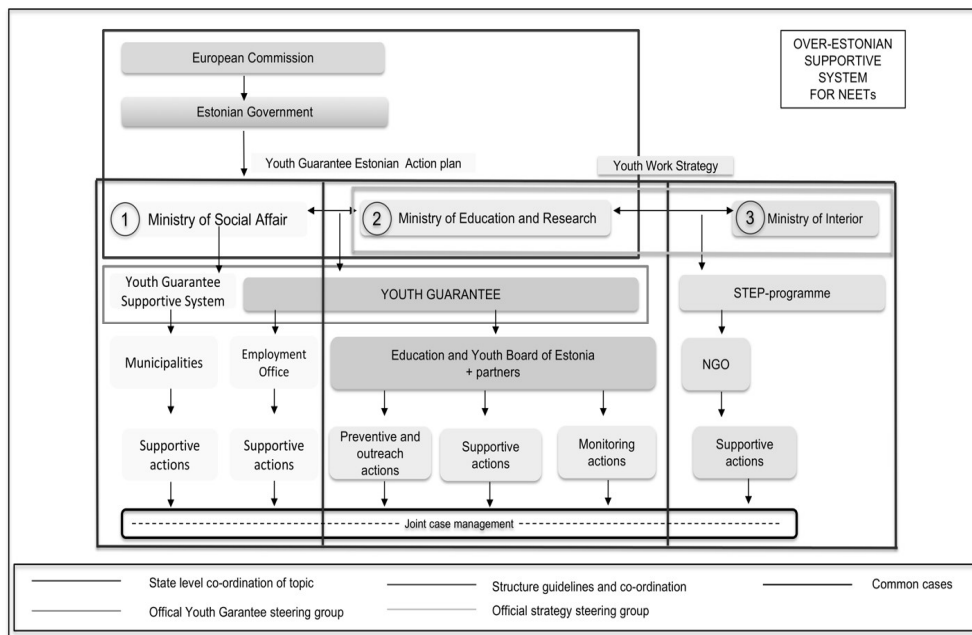 OVER-ESTONIAN
SUPPORTIVE
SYSTEM
FOR NEETs
European Commission
Estonian Government
Youth Guarantee Estonian Action plan
Youth Work Strategy
1 Ministry of Social Affair
2 Ministry of Education and Research
3 Ministry of Interior
Youth Guarantee
Supportive System
YOUTH GUARANTEE
STEP-programme
Municipalities
Employment
Office
Education and Youth Board of Estonia
+ partners
NGO
Supportive
actions
Supportive
actions
Preventive and
outreach
actions
Supportive
actions
Monitoring
actions
Supportive
actions
Joint case management
State level co-ordination of topic
Structure guidelines and co-ordination
Common cases
Offical Youth Garantee steering group
Official strategy steering group